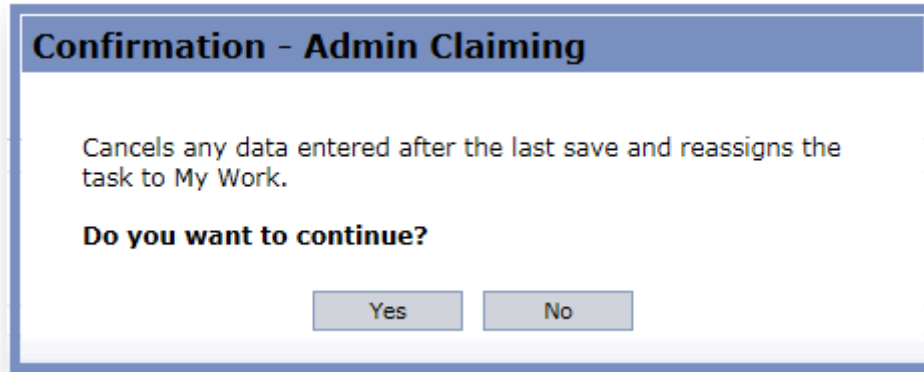 Confirmation - Admin Claiming
Cancels any data entered after the last save and reassigns the
task to My Work.
Do you want to continue?
Yes No